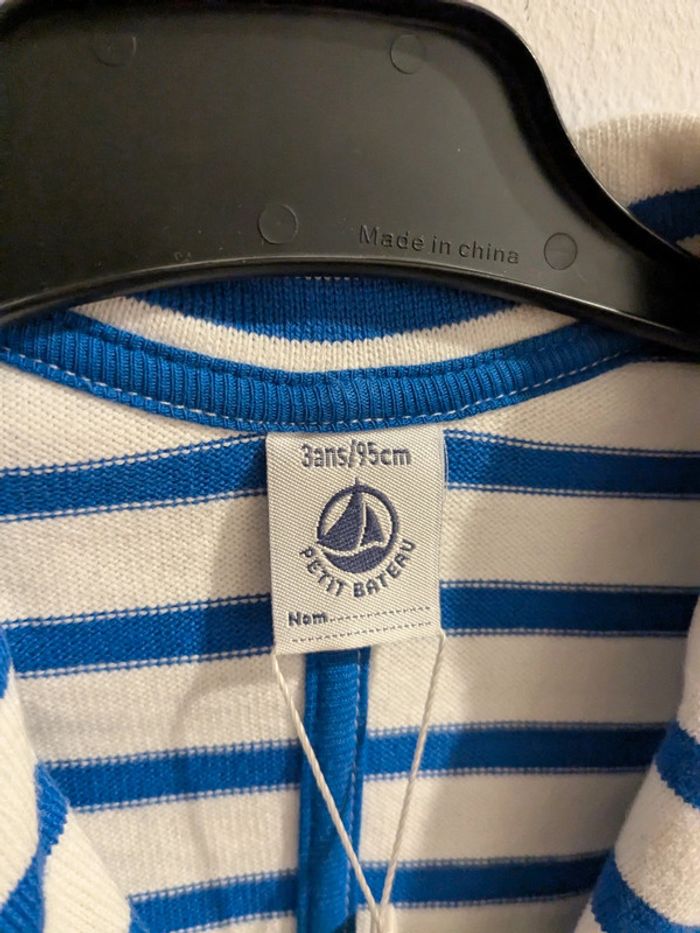 Made in china
3ans/95cm
PETIT BATEAU
Nom